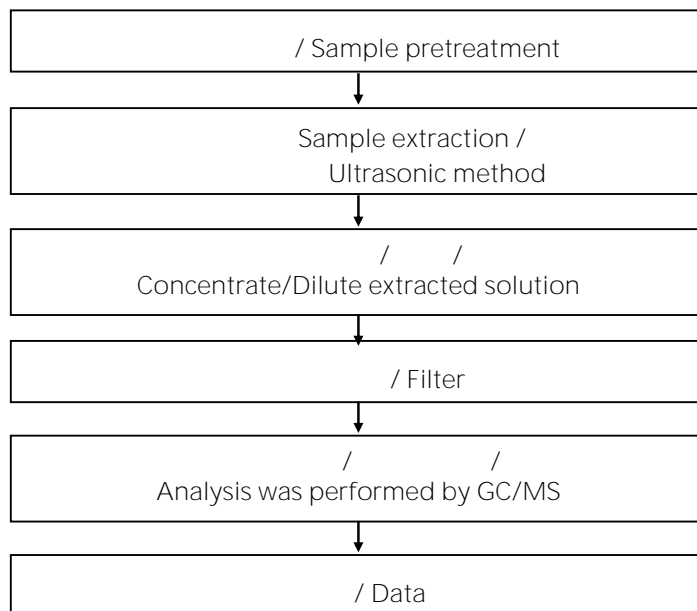 / Sample pretreatment
Sample extraction /
Ultrasonic method
/ /
Concentrate/Dilute extracted solution
/ Filter
/ /
Analysis was performed by GC/MS
/ Data